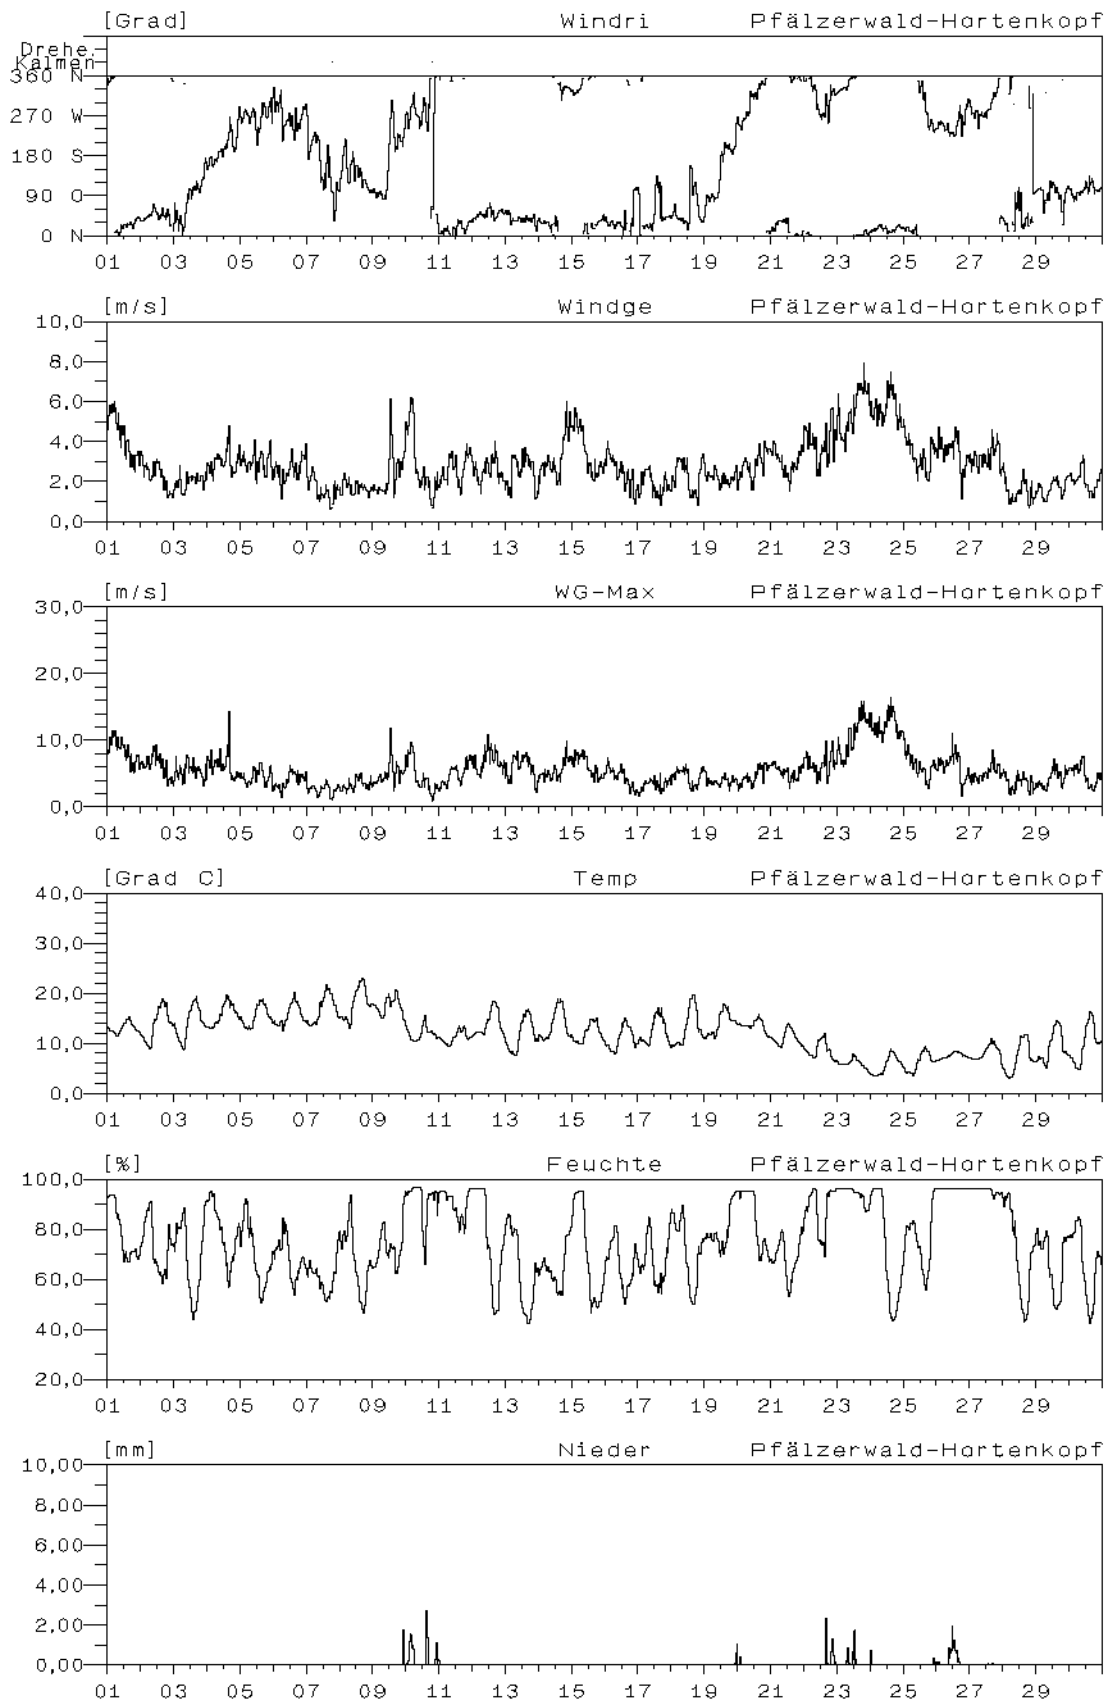 [Grad] Windri Pfälzerwald-Hortenkopf
Drehe.
Kalmen
360 N
270 W
180 S
90 O
0 N
01 03 05 07 09 11 13 15 17 19 21 23 25 27 29
[m/s] Windge Pfälzerwald-Hortenkopf
10,0
8,0
6,0
4,0
2,0
0,0
01 03 05 07 09 11 13 15 17 19 21 23 25 27 29
[m/s] WG-Max Pfälzerwald-Hortenkopf
30,0
20,0
10,0
0,0
01 03 05 07 09 11 13 15 17 19 21 23 25 27 29
[Grad C] Temp Pfälzerwald-Hortenkopf
40,0
30,0
20,0
10,0
0,0
01 03 05 07 09 11 13 15 17 19 21 23 25 27 29
[%] Feuchte Pfälzerwald-Hortenkopf
100,0
80,0
60,0
40,0
20,0
01 03 05 07 09 11 13 15 17 19 21 23 25 27 29
[mm] Nieder Pfälzerwald-Hortenkopf
10,00
8,00
6,00
4,00
2,00
0,00
01 03 05 07 09 11 13 15 17 19 21 23 25 27 29